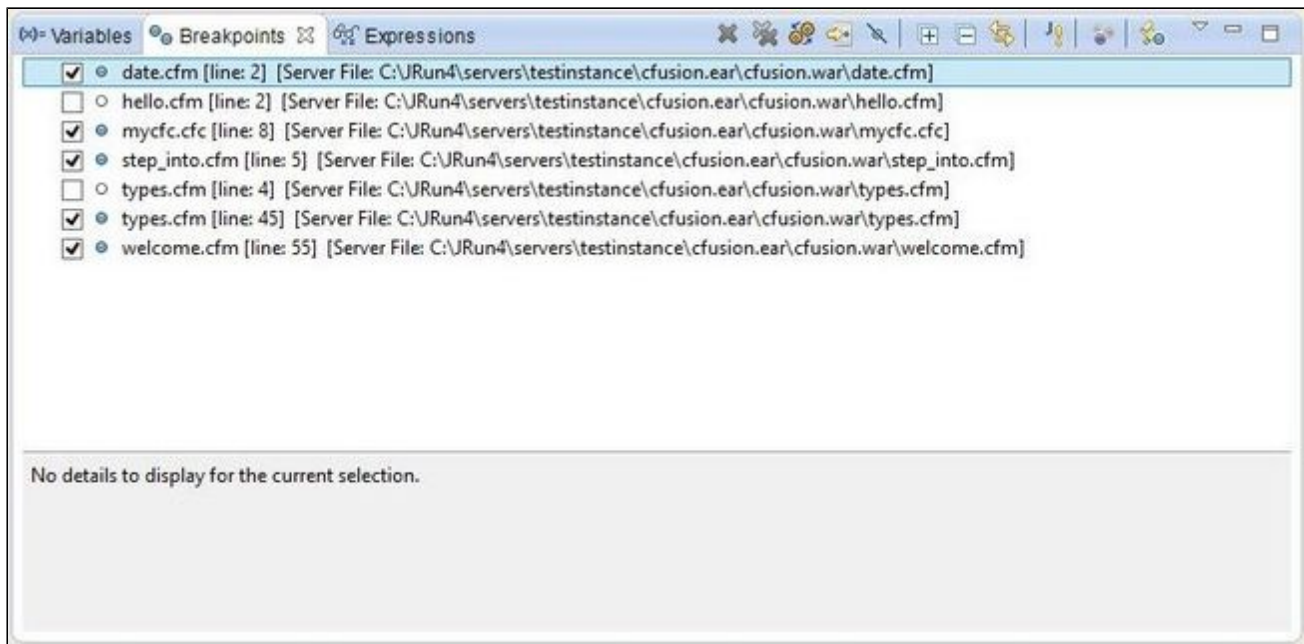 (x)= Variables Breakpoints Expressions
date.cfm [line: 2] [Server File: C:\JRun4\servers\testinstance\cfusion.ear\cfusion.war\date.cfm]
hello.cfm [line: 2] [Server File: C:\JRun4\servers\testinstance\cfusion.ear\cfusion.war\hello.cfm]
mycfc.cfc [line: 8] [Server File: C:\JRun4\servers\testinstance\cfusion.ear\cfusion.war\mycfc.cfc]
step_into.cfm [line: 5] [Server File: C:\JRun4\servers\testinstance\cfusion.ear\cfusion.war\step_into.cfm]
types.cfm [line: 4] [Server File: C:\JRun4\servers\testinstance\cfusion.ear\cfusion.war\types.cfm]
types.cfm [line: 45] [Server File: C:\JRun4\servers\testinstance\cfusion.ear\cfusion.war\types.cfm]
welcome.cfm [line: 55] [Server File: C:\JRun4\servers\testinstance\cfusion.ear\cfusion.war\welcome.cfm]
No details to display for the current selection.